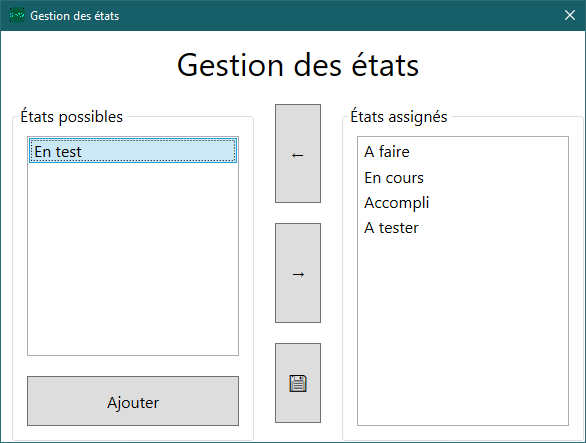 Gestion des états
Gestion des états
États possibles
En test
Ajouter
←
→
États assignés
A faire
En cours
Accompli
A tester